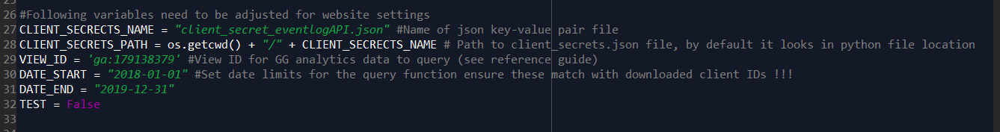 26 #Following variables need to be adjusted for website settings
27 CLIENT_SECRECTS_NAME = "client_secret_eventlogAPI.json" #Name of json key-value pair file
28 CLIENT_SECRETS_PATH = os.getcwd() + "/" + CLIENT_SECRECTS_NAME # Path to client_secrets.json file, by default it looks in python file location
29 VIEW_ID = 'ga:179138379' #View ID for GG analytics data to query (see reference guide)
30 DATE_START = "2018-01-01" #Set date limits for the query function ensure these match with downloaded client IDs !!!
31 DATE_END = "2019-12-31"
32 TEST = False
33